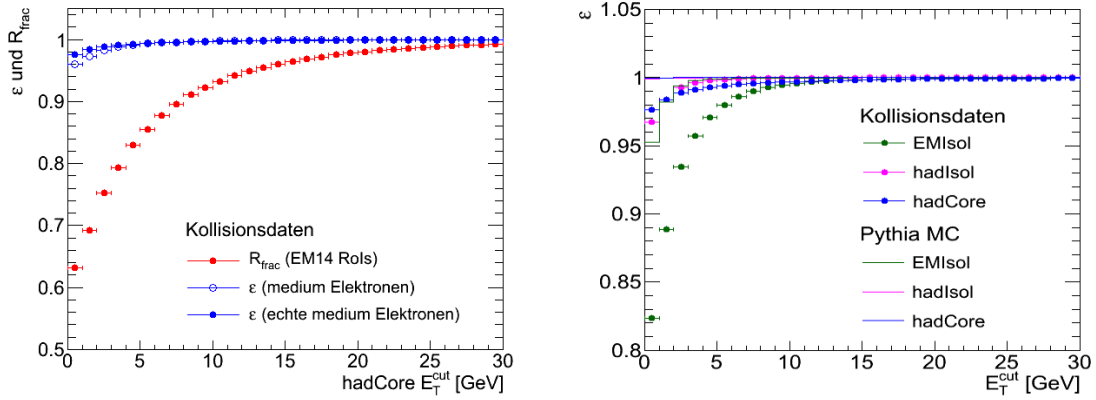 ε und R_frac
1
0.9
0.8
0.7
0.6
0.5
Kollisionsdaten
R_frac (EM14 RoIs)
ε (medium Elektronen)
ε (echte medium Elektronen)
0 5 10 15 20 25 30
hadCore E_T^cut [GeV]
ε
1.05
1
0.95
0.9
0.85
0.8
Kollisionsdaten
EMIsol
hadIsol
hadCore
Pythia MC
EMIsol
hadIsol
hadCore
0 5 10 15 20 25 30
E_T^cut [GeV]